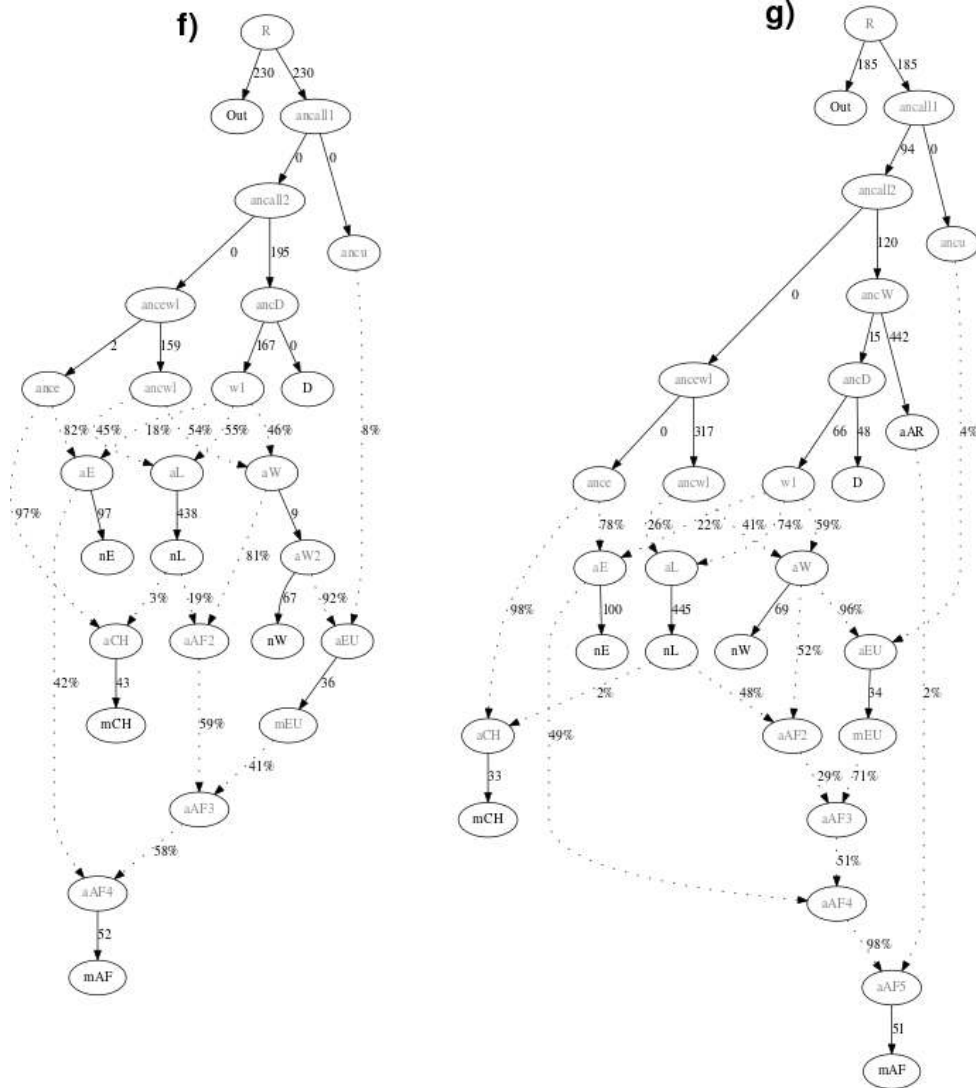 f)
R
230 230
Out ancall1
0 0
ancall2
ancu
0 195
ancewl ancD
2 159 167 0
ance ancwl w1 D
82% 45% 18% 54% 55% 46% 8%
aE aL aW
97% 97 438 81% 9
nE nL aW2
3% 19% 67 92%
aCH aAF2 nW aEU
42% 43 59% 36
mCH mEU
41%
aAF3
58%
aAF4
52
mAF
g)
R
185 185
Out ancall1
94 0
ancall2
ancu
0 120
ancW
15 442
ancewl ancD
aAR
0 317 66 48 4%
ance ancwl w1 D
78% 26% 22% 41% 74% 59%
aE aL aW
98% 100 445 69 52% 96%
nE nL nW aEU
2% 48% 34 2%
aCH 49% aAF2 mEU
33 29% 71%
mCH aAF3
51%
aAF4
98%
aAF5
51
mAF